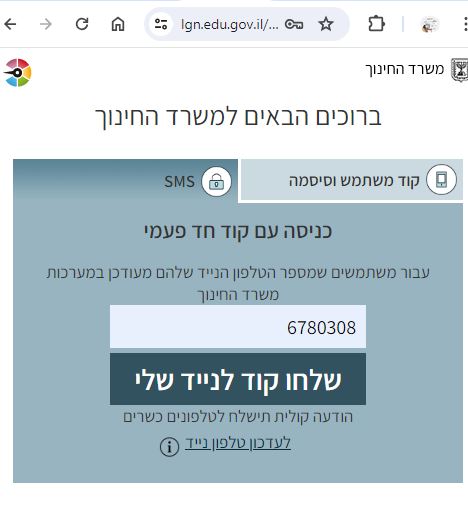 lgn.edu.gov.il/...
משרד החינוך
ברוכים הבאים למשרד החינוך
קוד משתמש וסיסמה
SMS
כניסה עם קוד חד פעמי
עבור משתמשים שמספר הטלפון הנייד שלהם מעודכן במערכות
משרד החינוך
6780308
שלחו קוד לנייד שלי
הודעה קולית תישלח לטלפונים כשרים
לעדכון טלפון נייד